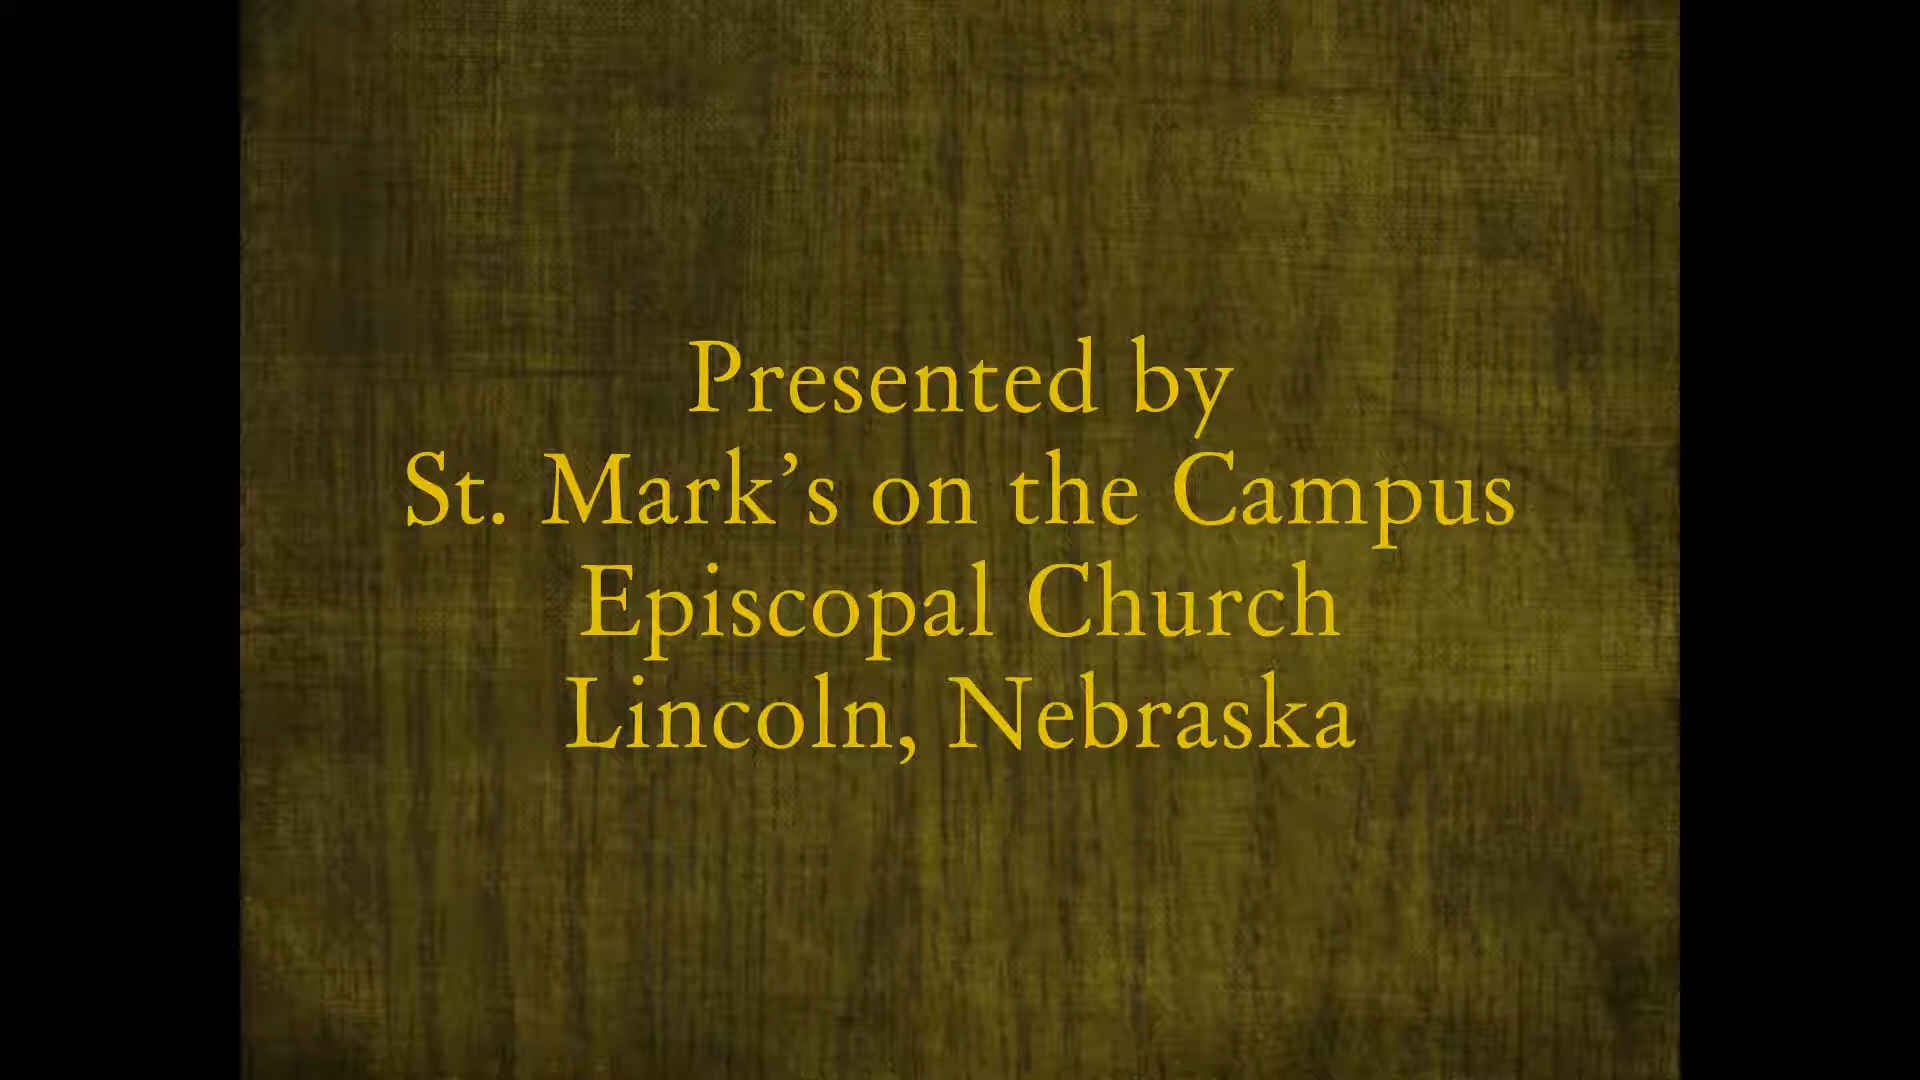 Presented by
St. Mark’s on the Campus
Episcopal Church
Lincoln, Nebraska